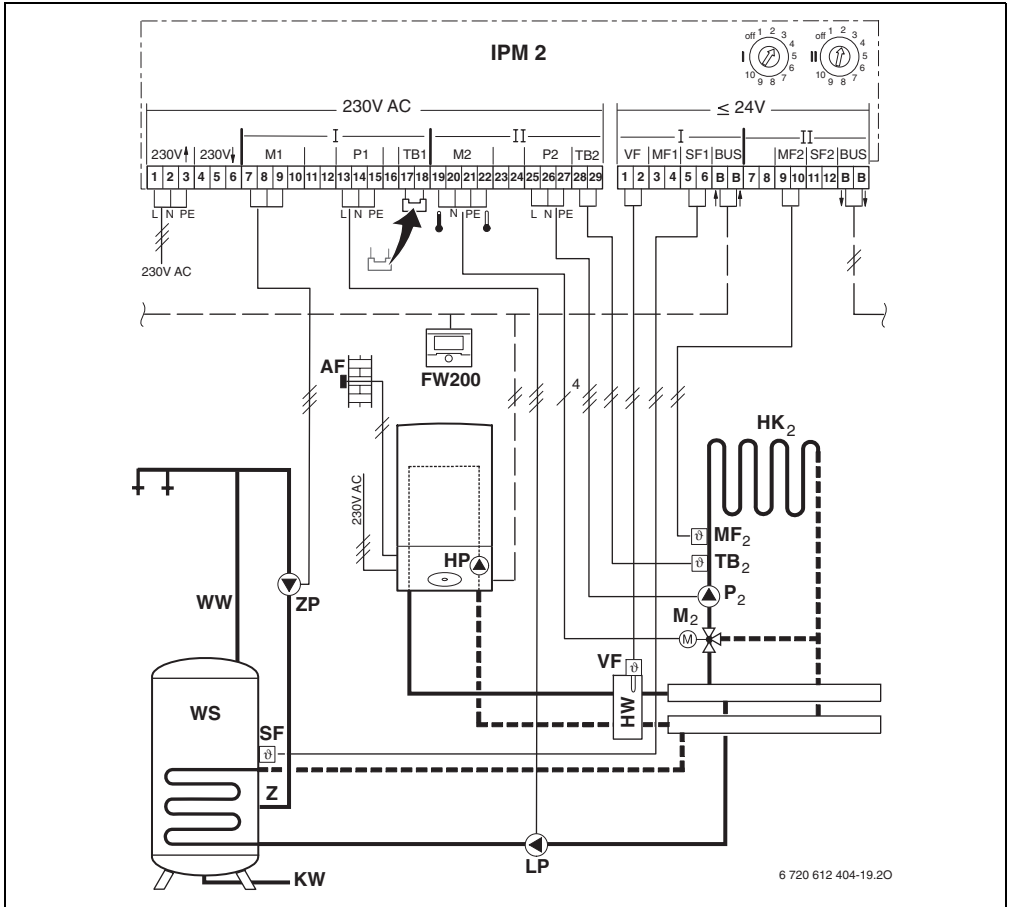 IPM 2
off 1 2 3 4 5 6 7 8 9 10
I
off 1 2 3 4 5 6 7 8 9 10
II
230V AC
≤ 24V
I II I II
230V 230V M1 P1 TB1 M2 P2 TB2 VF MF1 SF1 BUS MF2 SF2 BUS
1 2 3 4 5 6 7 8 9 10 11 12 13 14 15 16 17 18 19 20 21 22 23 24 25 26 27 28 29 1 2 3 4 5 6 B B 7 8 9 10 11 12 B B
L N PE L N PE N PE L N PE
230V AC
FW200
AF
4
HK2
230V AC
MF2
TB2
HP
P2
ZP
WW
M2
VF
ϑ
HW
WS
SF
ϑ
Z
LP
KW
6 720 612 404-19.2O